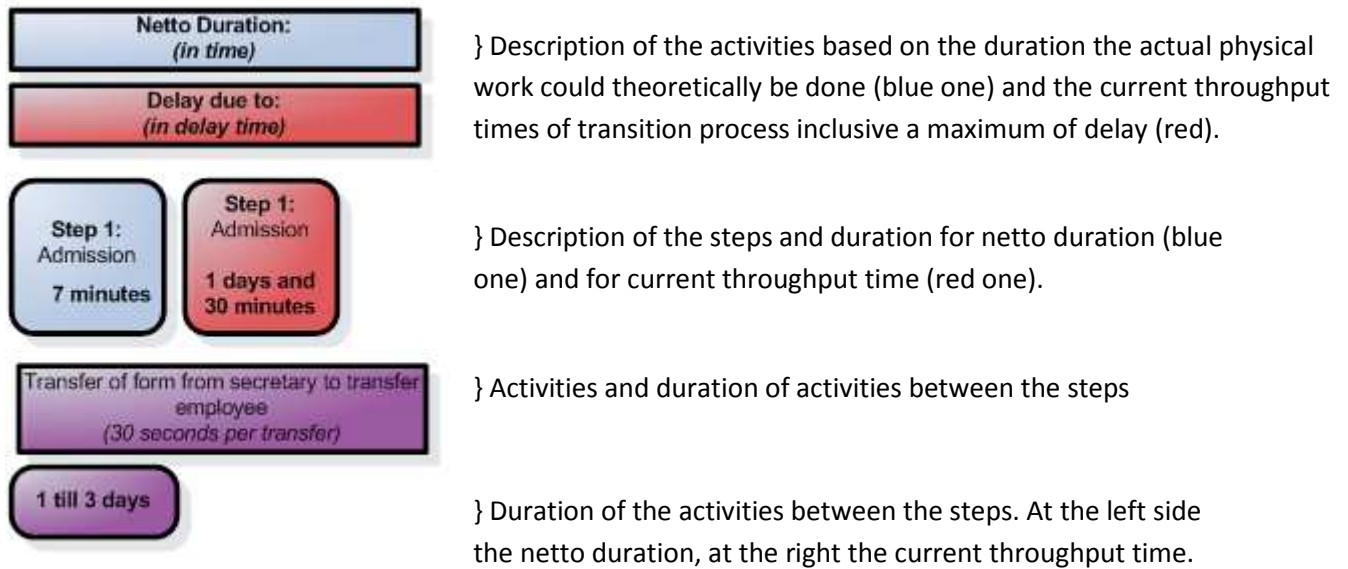 Netto Duration:
(in time)
} Description of the activities based on the duration the actual physical
work could theoretically be done (blue one) and the current throughput
times of transition process inclusive a maximum of delay (red).
Delay due to:
(in delay time)
Step 1:
Admission
7 minutes
Step 1:
Admission
1 days and
30 minutes
} Description of the steps and duration for netto duration (blue
one) and for current throughput time (red one).
Transfer of form from secretary to transfer
employee
(30 seconds per transfer)
} Activities and duration of activities between the steps
1 till 3 days
} Duration of the activities between the steps. At the left side
the netto duration, at the right the current throughput time.